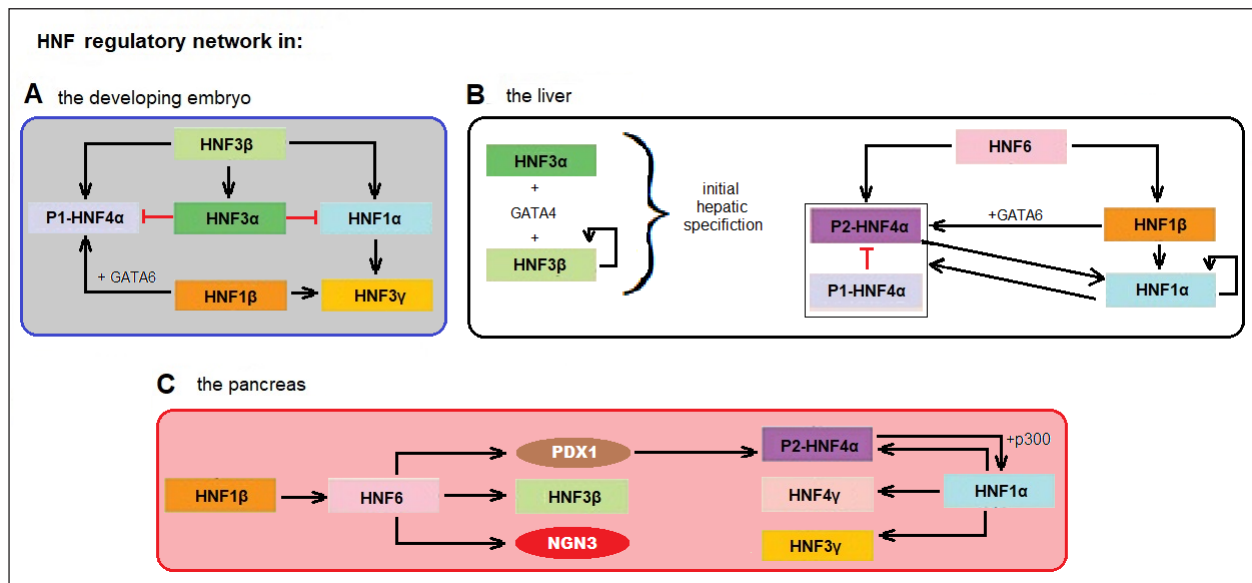 HNF regulatory network in:
A the developing embryo
HNF3β
P1-HNF4α
HNF3α
HNF1α
+ GATA6
HNF1β
HNF3γ
B the liver
HNF3α
+
GATA4
+
HNF3β
initial
hepatic
specifiction
HNF6
P2-HNF4α
+GATA6
HNF1β
P1-HNF4α
HNF1α
C the pancreas
HNF1β
HNF6
PDX1
HNF3β
NGN3
P2-HNF4α
+p300
HNF4γ
HNF1α
HNF3γ